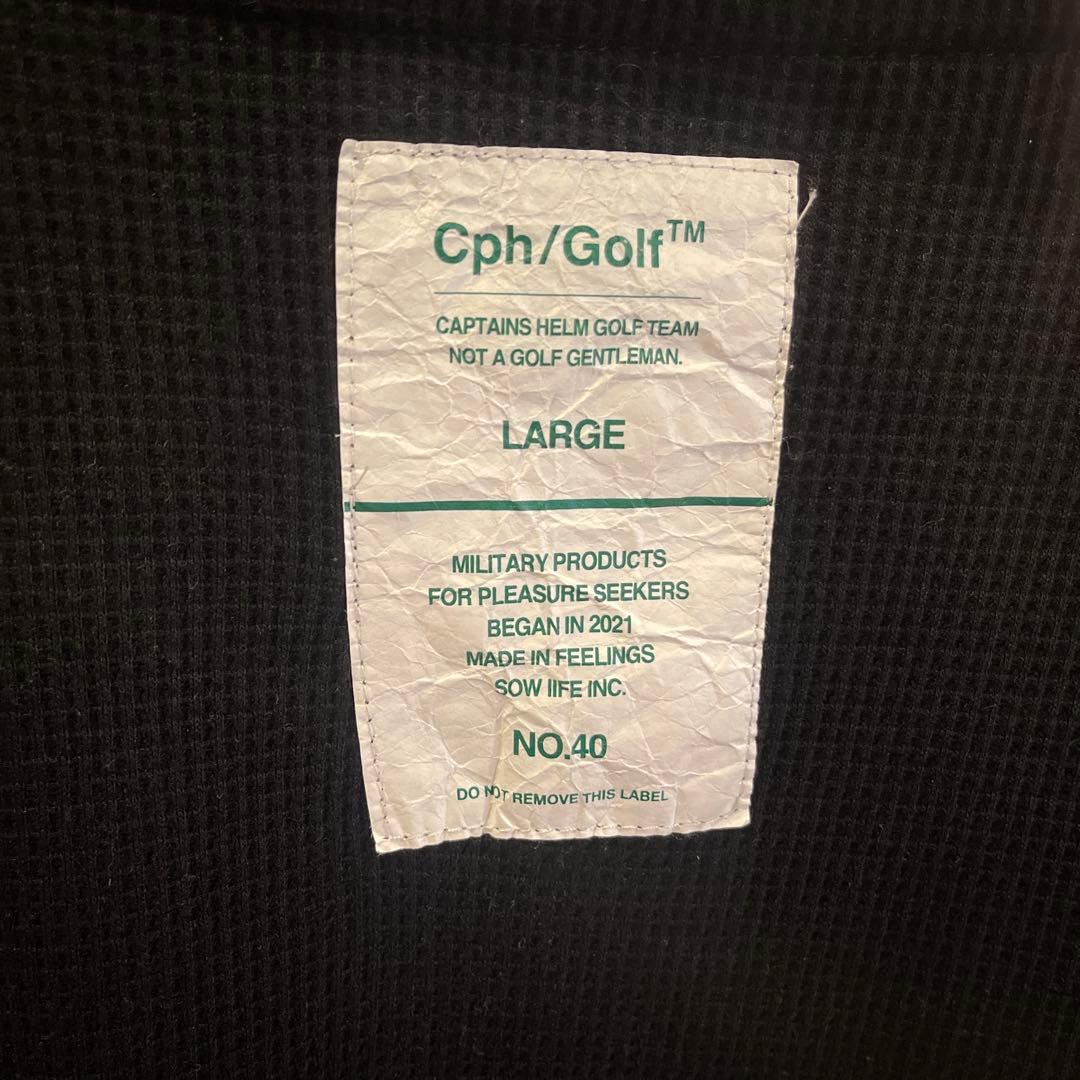 Cph/Golf™
CAPTAINS HELM GOLF TEAM
NOT A GOLF GENTLEMAN.
LARGE
MILITARY PRODUCTS
FOR PLEASURE SEEKERS
BEGAN IN 2021
MADE IN FEELINGS
SOW IIFE INC.
NO.40
DO NOT REMOVE THIS LABEL